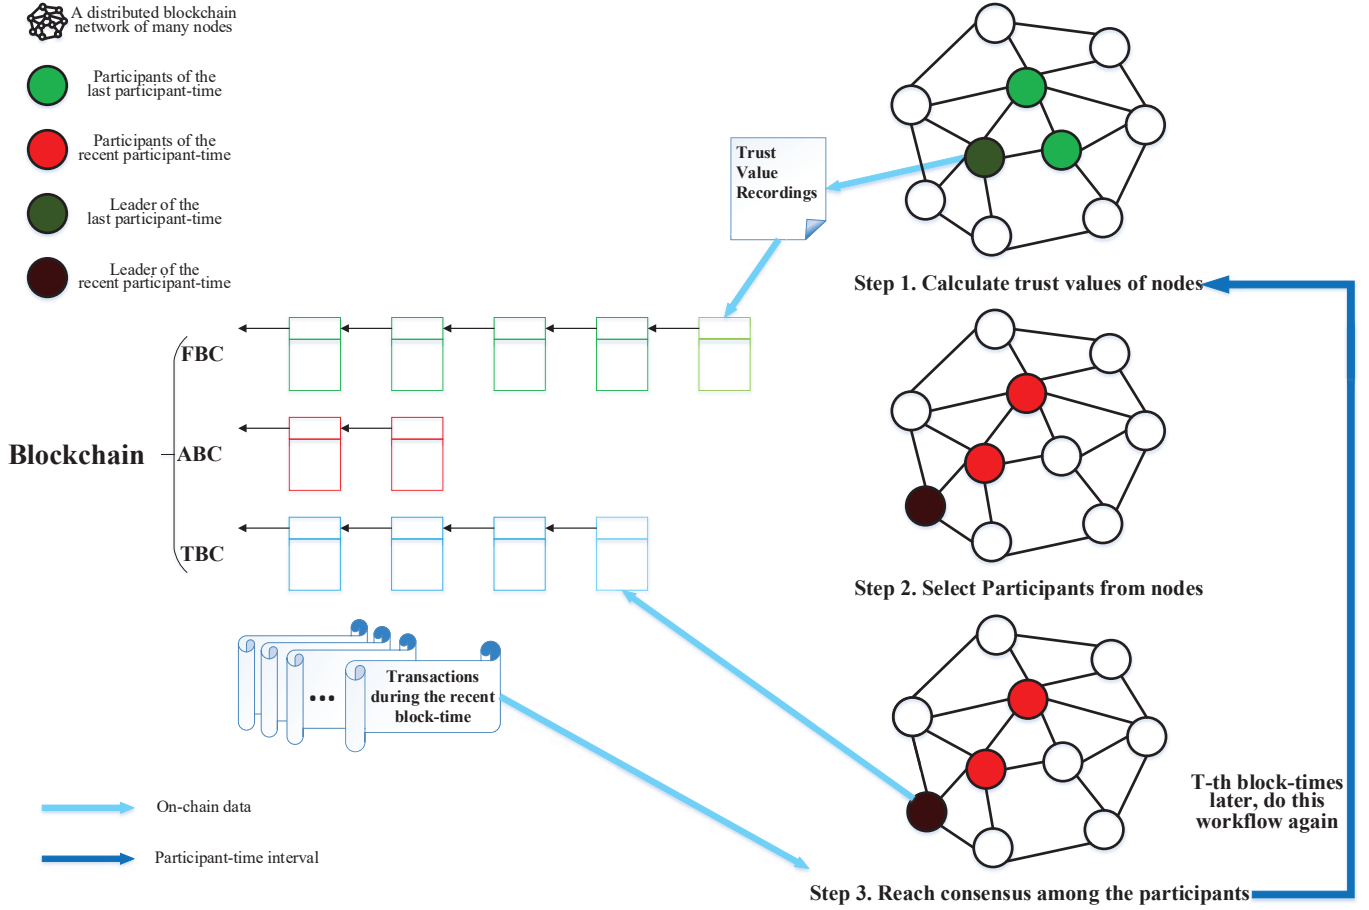 A distributed blockchain
network of many nodes
Participants of the
last participant-time
Participants of the
recent participant-time
Leader of the
last participant-time
Leader of the
recent participant-time
Trust
Value
Recordings
Step 1. Calculate trust values of nodes
FBC
Blockchain
ABC
TBC
Step 2. Select Participants from nodes
Transactions
during the recent
block-time
...
T-th block-times
later, do this
workflow again
On-chain data
Participant-time interval
Step 3. Reach consensus among the participants